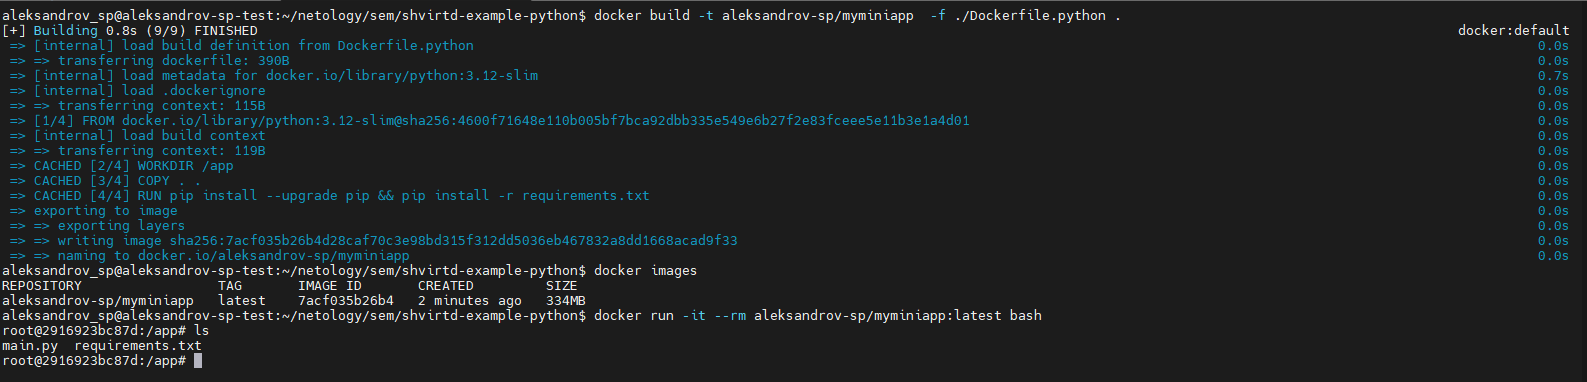 aleksandrov_sp@aleksandrov-sp-test:~/netology/sem/shvirtd-example-python$ docker build -t aleksandrov-sp/myminiapp  -f ./Dockerfile.python .
[+] Building 0.8s (9/9) FINISHED docker:default
=> [internal] load build definition from Dockerfile.python 0.0s
=> => transferring dockerfile: 390B 0.0s
=> [internal] load metadata for docker.io/library/python:3.12-slim 0.7s
=> [internal] load .dockerignore 0.0s
=> => transferring context: 115B 0.0s
=> [1/4] FROM docker.io/library/python:3.12-slim@sha256:4600f71648e110b005bf7bca92dbb335e549e6b27f2e83fceee5e11b3e1a4d01 0.0s
=> [internal] load build context 0.0s
=> => transferring context: 119B 0.0s
=> CACHED [2/4] WORKDIR /app 0.0s
=> CACHED [3/4] COPY . . 0.0s
=> CACHED [4/4] RUN pip install --upgrade pip && pip install -r requirements.txt 0.0s
=> exporting to image 0.0s
=> => exporting layers 0.0s
=> => writing image sha256:7acf035b26b4d28caf70c3e98bd315f312dd5036eb467832a8dd1668acad9f33 0.0s
=> => naming to docker.io/aleksandrov-sp/myminiapp 0.0s
aleksandrov_sp@aleksandrov-sp-test:~/netology/sem/shvirtd-example-python$ docker images
REPOSITORY TAG IMAGE ID CREATED SIZE
aleksandrov-sp/myminiapp latest 7acf035b26b4 2 minutes ago 334MB
aleksandrov_sp@aleksandrov-sp-test:~/netology/sem/shvirtd-example-python$ docker run -it --rm aleksandrov-sp/myminiapp:latest bash
root@2916923bc87d:/app# ls
main.py  requirements.txt
root@2916923bc87d:/app#